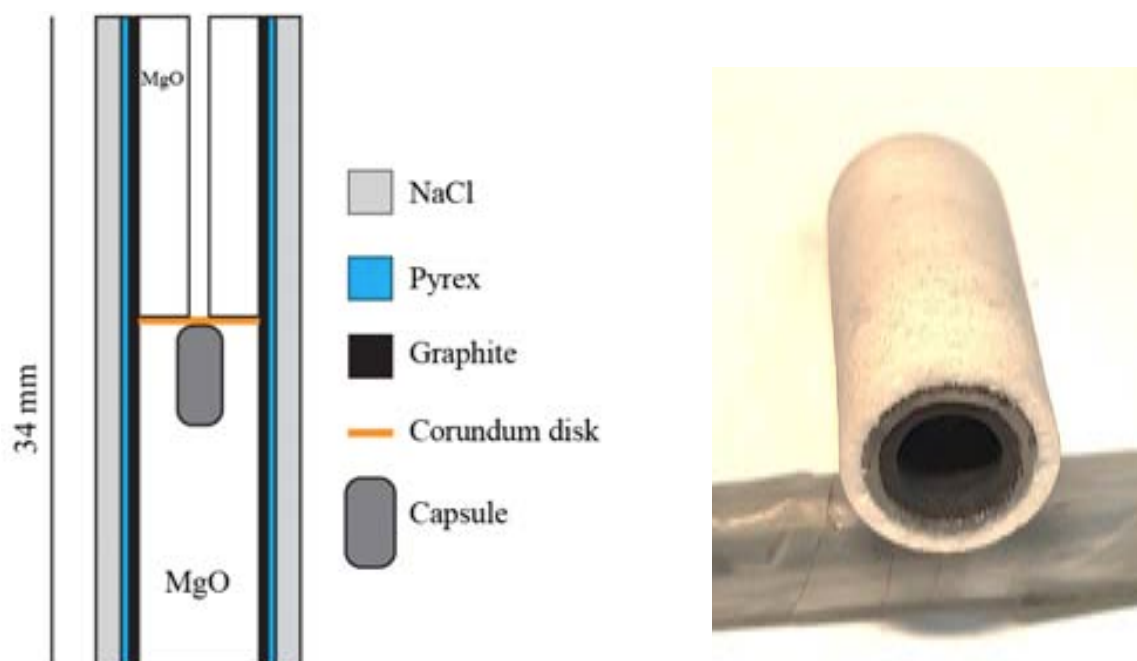 MgO
NaCl
Pyrex
Graphite
34 mm
Corundum disk
Capsule
MgO